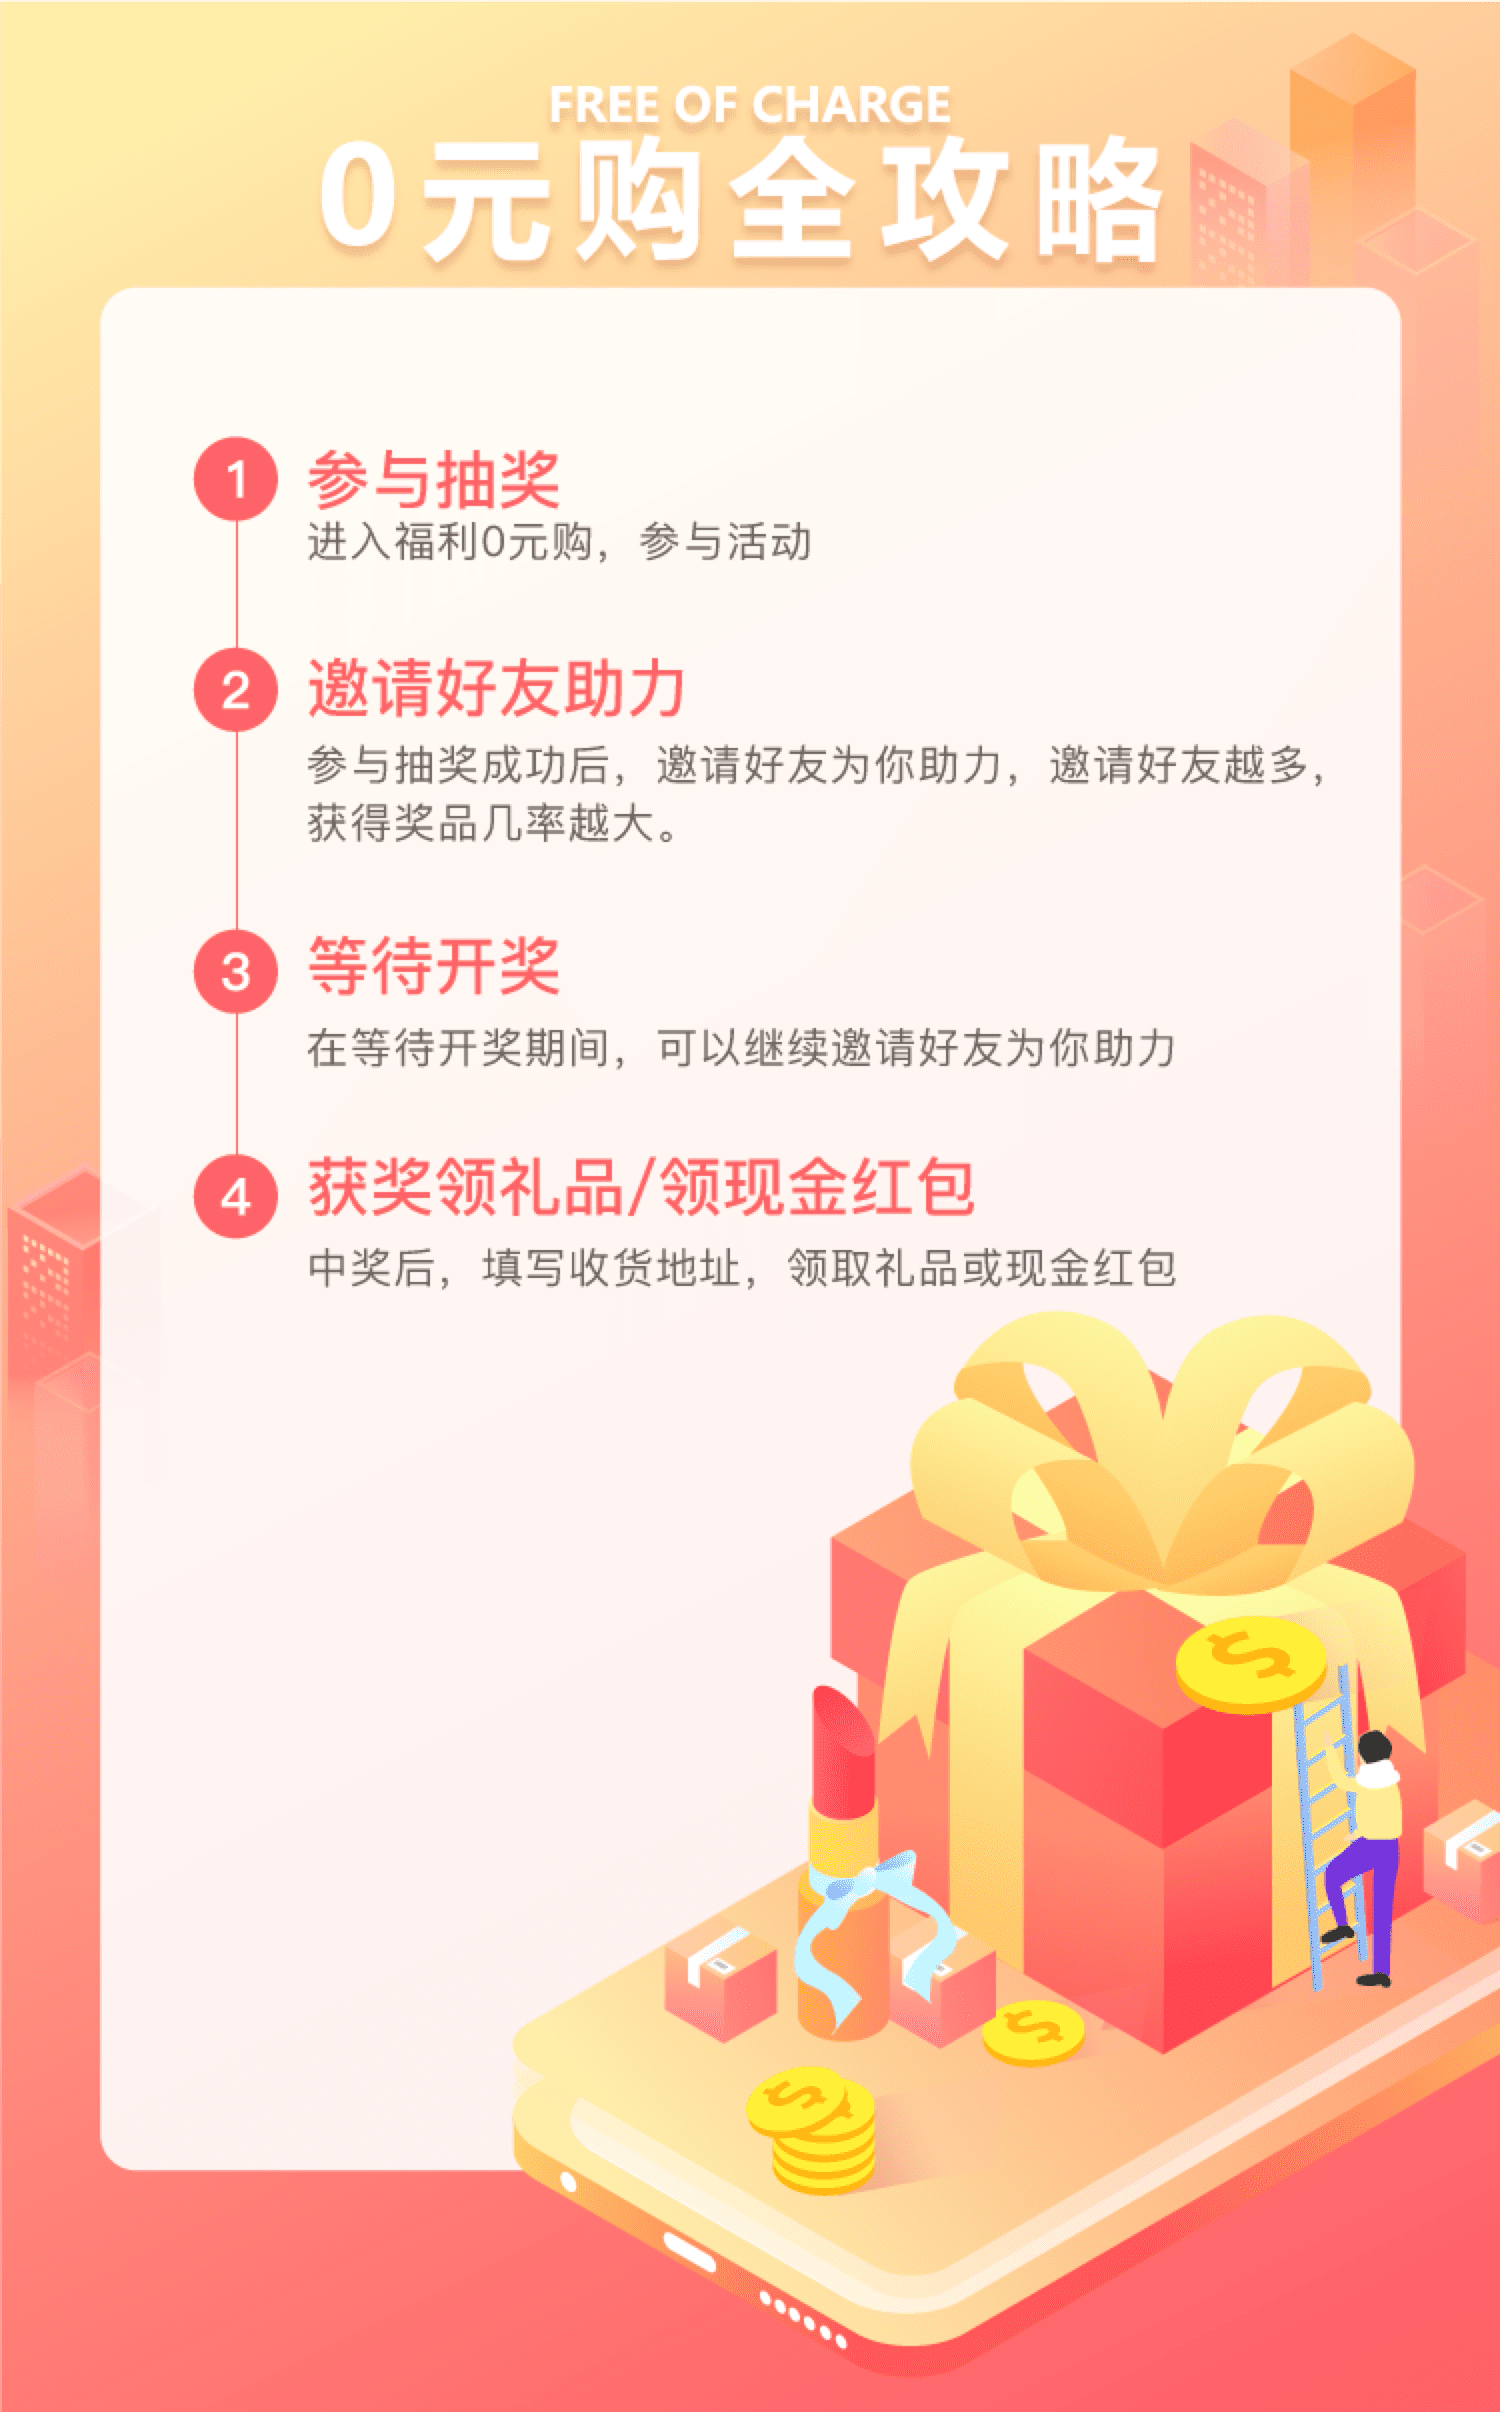 FREE OF CHARGE
0元购全攻略
1 参与抽奖
进入福利0元购，参与活动
2 邀请好友助力
参与抽奖成功后，邀请好友为你助力，邀请好友越多，
获得奖品几率越大。
3 等待开奖
在等待开奖期间，可以继续邀请好友为你助力
4 获奖领礼品/领现金红包
中奖后，填写收货地址，领取礼品或现金红包